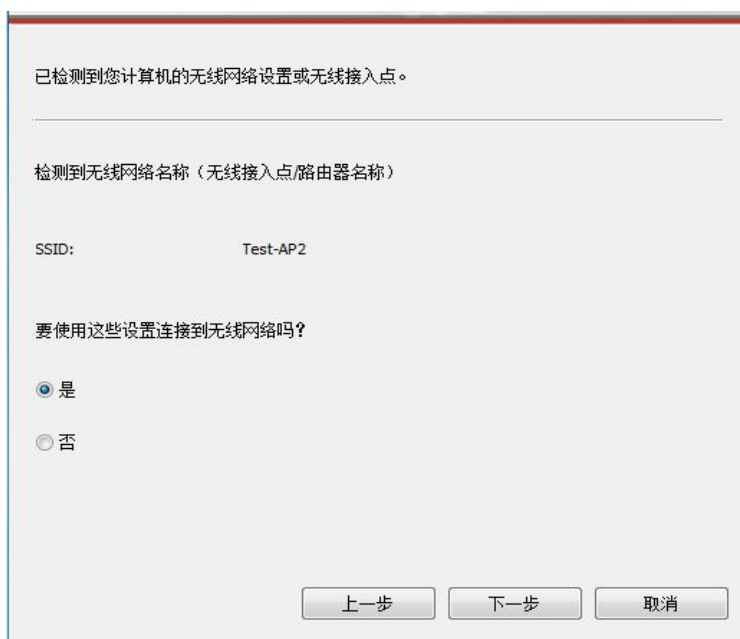 已检测到您计算机的无线网络设置或无线接入点。
检测到无线网络名称（无线接入点/路由器名称）
SSID: Test-AP2
要使用这些设置连接到无线网络吗?
是
否
上一步 下一步 取消